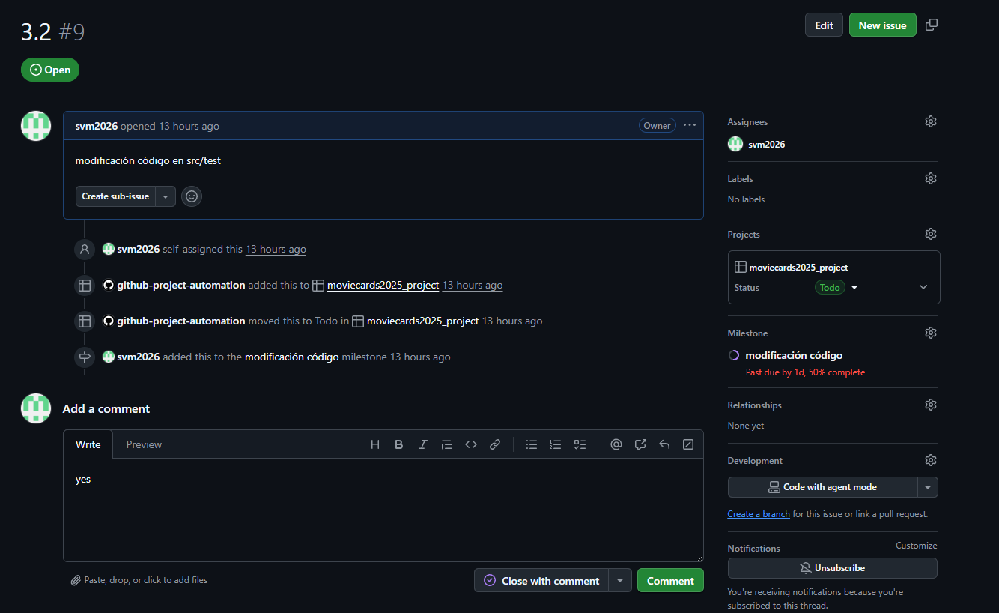 3.2 #9
Edit
New issue
Open
svm2026 opened 13 hours ago
Owner
modificación código en src/test
Create sub-issue
svm2026 self-assigned this 13 hours ago
github-project-automation added this to moviecards2025_project 13 hours ago
github-project-automation moved this to Todo in moviecards2025_project 13 hours ago
svm2026 added this to the modificación código milestone 13 hours ago
Add a comment
Write
Preview
yes
Paste, drop, or click to add files
Close with comment
Comment
Assignees
svm2026
Labels
No labels
Projects
moviecards2025_project
Status
Todo
Milestone
modificación código
Past due by 1d, 50% complete
Relationships
None yet
Development
Code with agent mode
Create a branch for this issue or link a pull request.
Notifications
Customize
Unsubscribe
You're receiving notifications because you're
subscribed to this thread.